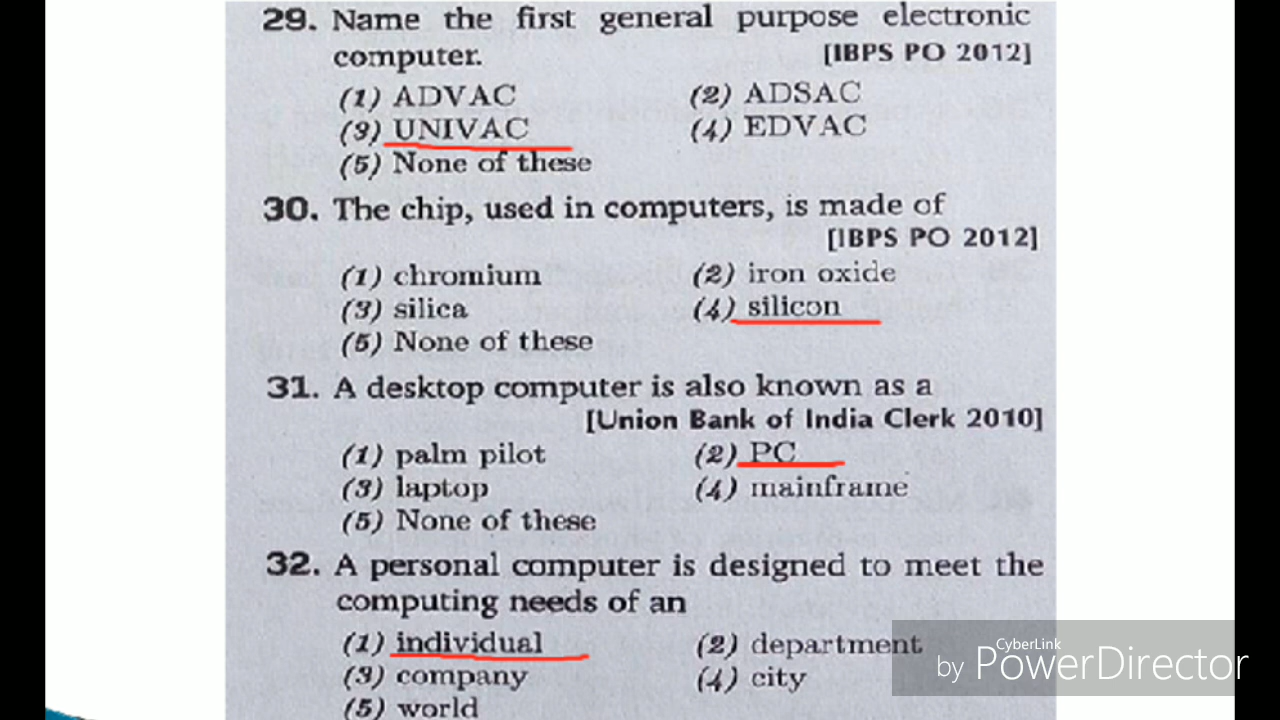 29. Name the first general purpose electronic
computer. [IBPS PO 2012]
(1) ADVAC (2) ADSAC
(3) UNIVAC (4) EDVAC
(5) None of these
30. The chip, used in computers, is made of
[IBPS PO 2012]
(1) chromium (2) iron oxide
(3) silica (4) silicon
(5) None of these
31. A desktop computer is also known as a
[Union Bank of India Clerk 2010]
(1) palm pilot (2) PC
(3) laptop (4) mainframe
(5) None of these
32. A personal computer is designed to meet the
computing needs of an
(1) individual (2) department
(3) company (4) city
(5) world
CyberLink
by PowerDirector